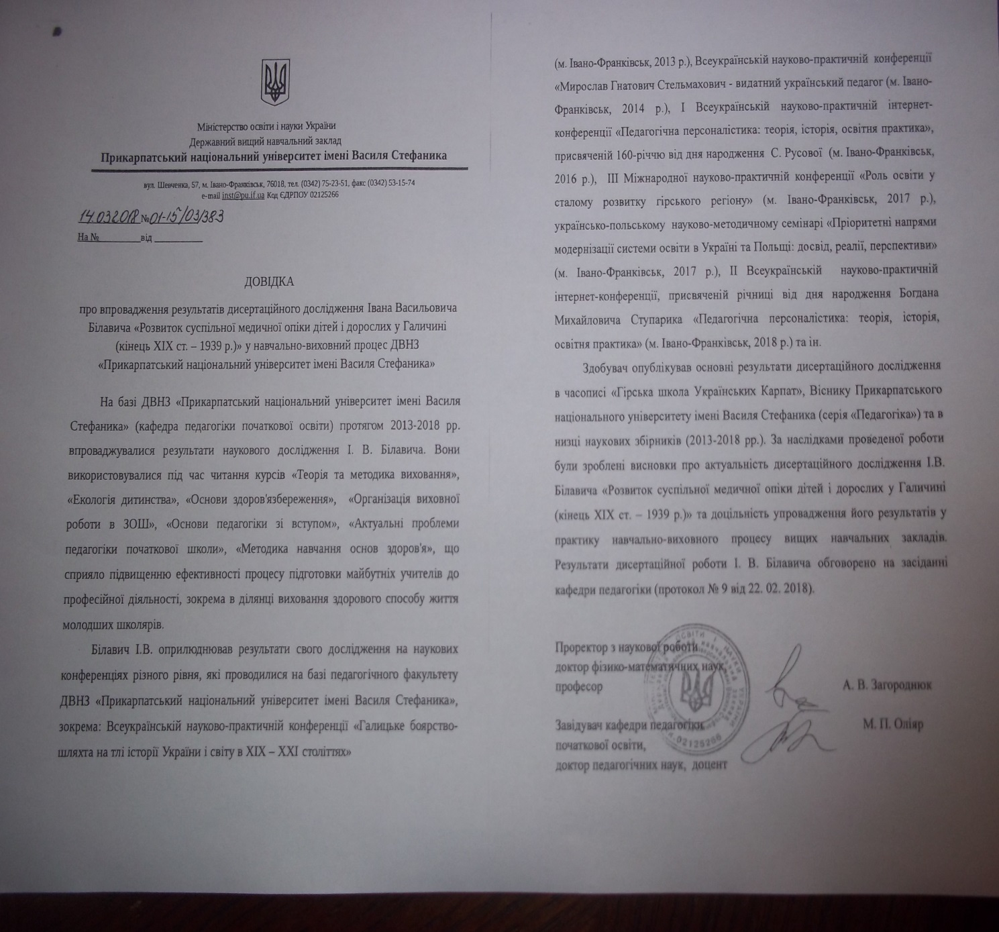 Міністерство освіти і науки України
Державний вищий навчальний заклад
Прикарпатський національний університет імені Василя Стефаника
вул. Шевченка, 57, м. Івано-Франківськ, 76018, тел. (0342) 75-23-51, факс (0342) 53-15-74
e-mail inst@pu.if.ua Код ЄДРПОУ 02125266
14.03.2018 № 01-15/03/383
На № від
ДОВІДКА
про впровадження результатів дисертаційного дослідження Івана Васильовича
Білавича «Розвиток суспільної медичної опіки дітей і дорослих у Галичині
(кінець ХІХ ст. – 1939 р.)» у навчально-виховний процес ДВНЗ
«Прикарпатський національний університет імені Василя Стефаника»
На базі ДВНЗ «Прикарпатський національний університет імені Василя
Стефаника» (кафедра педагогіки початкової освіти) протягом 2013-2018 рр.
впроваджувалися результати наукового дослідження І. В. Білавича. Вони
використовувалися під час читання курсів «Теорія та методика виховання»,
«Екологія дитинства», «Основи здоров'язбереження», «Організація виховної
роботи в ЗОШ», «Основи педагогіки зі вступом», «Актуальні проблеми
педагогіки початкової школи», «Методика навчання основ здоров'я», що
сприяло підвищенню ефективності процесу підготовки майбутніх учителів до
професійної діяльності, зокрема в ділянці виховання здорового способу життя
молодших школярів.
Білавич І.В. оприлюднював результати свого дослідження на наукових
конференціях різного рівня, які проводилися на базі педагогічного факультету
ДВНЗ «Прикарпатський національний університет імені Василя Стефаника»,
зокрема: Всеукраїнській науково-практичній конференції «Галицьке боярство-
шляхта на тлі історії України і світу в ХІХ – ХХІ століттях»
(м. Івано-Франківськ, 2013 р.), Всеукраїнській науково-практичній конференції
«Мирослав Гнатович Стельмахович - видатний український педагог (м. Івано-
Франківськ, 2014 р.), І Всеукраїнській науково-практичній інтернет-
конференції «Педагогічна персоналістика: теорія, історія, освітня практика»,
присвяченій 160-річчю від дня народження С. Русової (м. Івано-Франківськ,
2016 р.), ІІІ Міжнародної науково-практичній конференції «Роль освіти у
сталому розвитку гірського регіону» (м. Івано-Франківськ, 2017 р.),
українсько-польському науково-методичному семінарі «Пріоритетні напрями
модернізації системи освіти в Україні та Польщі: досвід, реалії, перспективи»
(м. Івано-Франківськ, 2017 р.), ІІ Всеукраїнській науково-практичній
інтернет-конференції, присвяченій річниці від дня народження Богдана
Михайловича Ступарика «Педагогічна персоналістика: теорія, історія,
освітня практика» (м. Івано-Франківськ, 2018 р.) та ін.
Здобувач опублікував основні результати дисертаційного дослідження
в часописі «Гірська школа Українських Карпат», Віснику Прикарпатського
національного університету імені Василя Стефаника (серія «Педагогіка») та в
низці наукових збірників (2013-2018 рр.). За наслідками проведеної роботи
були зроблені висновки про актуальність дисертаційного дослідження І.В.
Білавича «Розвиток суспільної медичної опіки дітей і дорослих у Галичині
(кінець ХІХ ст. – 1939 р.)» та доцільність упровадження його результатів у
практику навчально-виховного процесу вищих навчальних закладів.
Результати дисертаційної роботи І. В. Білавича обговорено на засіданні
кафедри педагогіки (протокол № 9 від 22. 02. 2018).
Проректор з наукової роботи
доктор фізико-математичних наук,
професор А. В. Загороднюк
Завідувач кафедри педагогіки М. П. Оліяр
початкової освіти,
доктор педагогічних наук, доцент
02125266